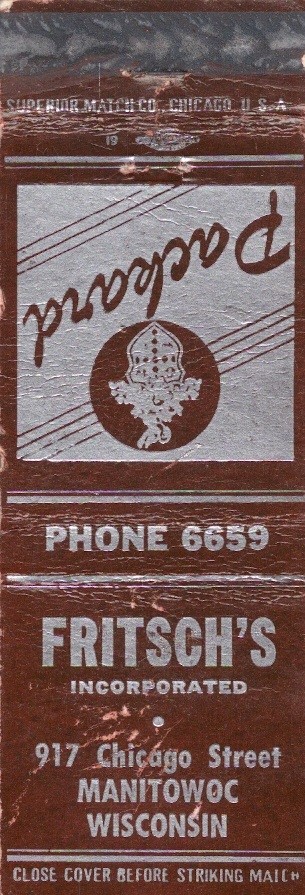 SUPERIOR MATCH CO., CHICAGO U.S.A.
19
Packard
PHONE 6659
FRITSCH'S
INCORPORATED
917 Chicago Street
MANITOWOC
WISCONSIN
CLOSE COVER BEFORE STRIKING MATCH